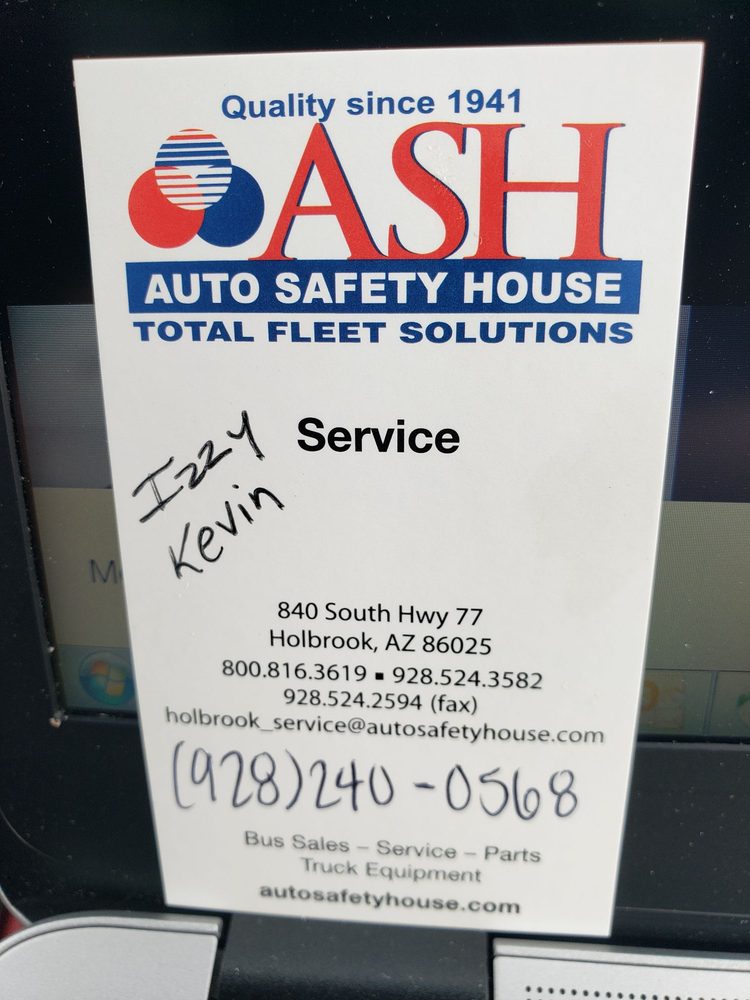 Quality since 1941
ASH
AUTO SAFETY HOUSE
TOTAL FLEET SOLUTIONS
Service
Izzy
Kevin
840 South Hwy 77
Holbrook, AZ 86025
800.816.3619 ▪ 928.524.3582
928.524.2594 (fax)
holbrook_service@autosafetyhouse.com
(928)240-0568
Bus Sales – Service – Parts
Truck Equipment
autosafetyhouse.com